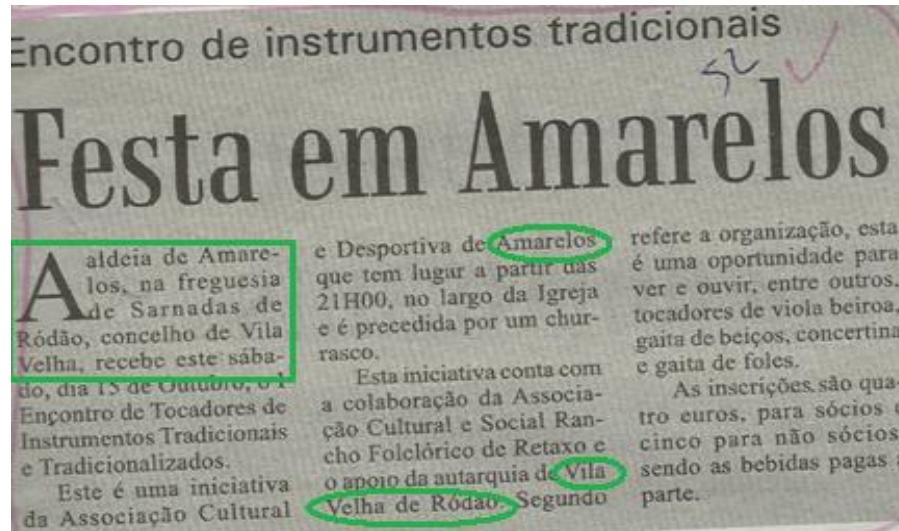 Encontro de instrumentos tradicionais
52
Festa em Amarelos
A aldeia de Amare-
los, na freguesia
de Sarnadas de
Ródão, concelho de Vila
Velha, recebe este sába-
do, dia 15 de Outubro, o I
Encontro de Tocadores de
Instrumentos Tradicionais
e Tradicionalizados.
Este é uma iniciativa
da Associação Cultural
e Desportiva de Amarelos
que tem lugar a partir das
21H00, no largo da Igreja
e é precedida por um chur-
rasco.
Esta iniciativa conta com
a colaboração da Associa-
ção Cultural e Social Ran-
cho Folclórico de Retaxo e
o apoio da autarquia de Vila
Velha de Ródão. Segundo
refere a organização, esta
é uma oportunidade para
ver e ouvir, entre outros,
tocadores de viola beiroa,
gaita de beiços, concertina
e gaita de foles.
As inscrições são qua-
tro euros, para sócios e
cinco para não sócios,
sendo as bebidas pagas à
parte.